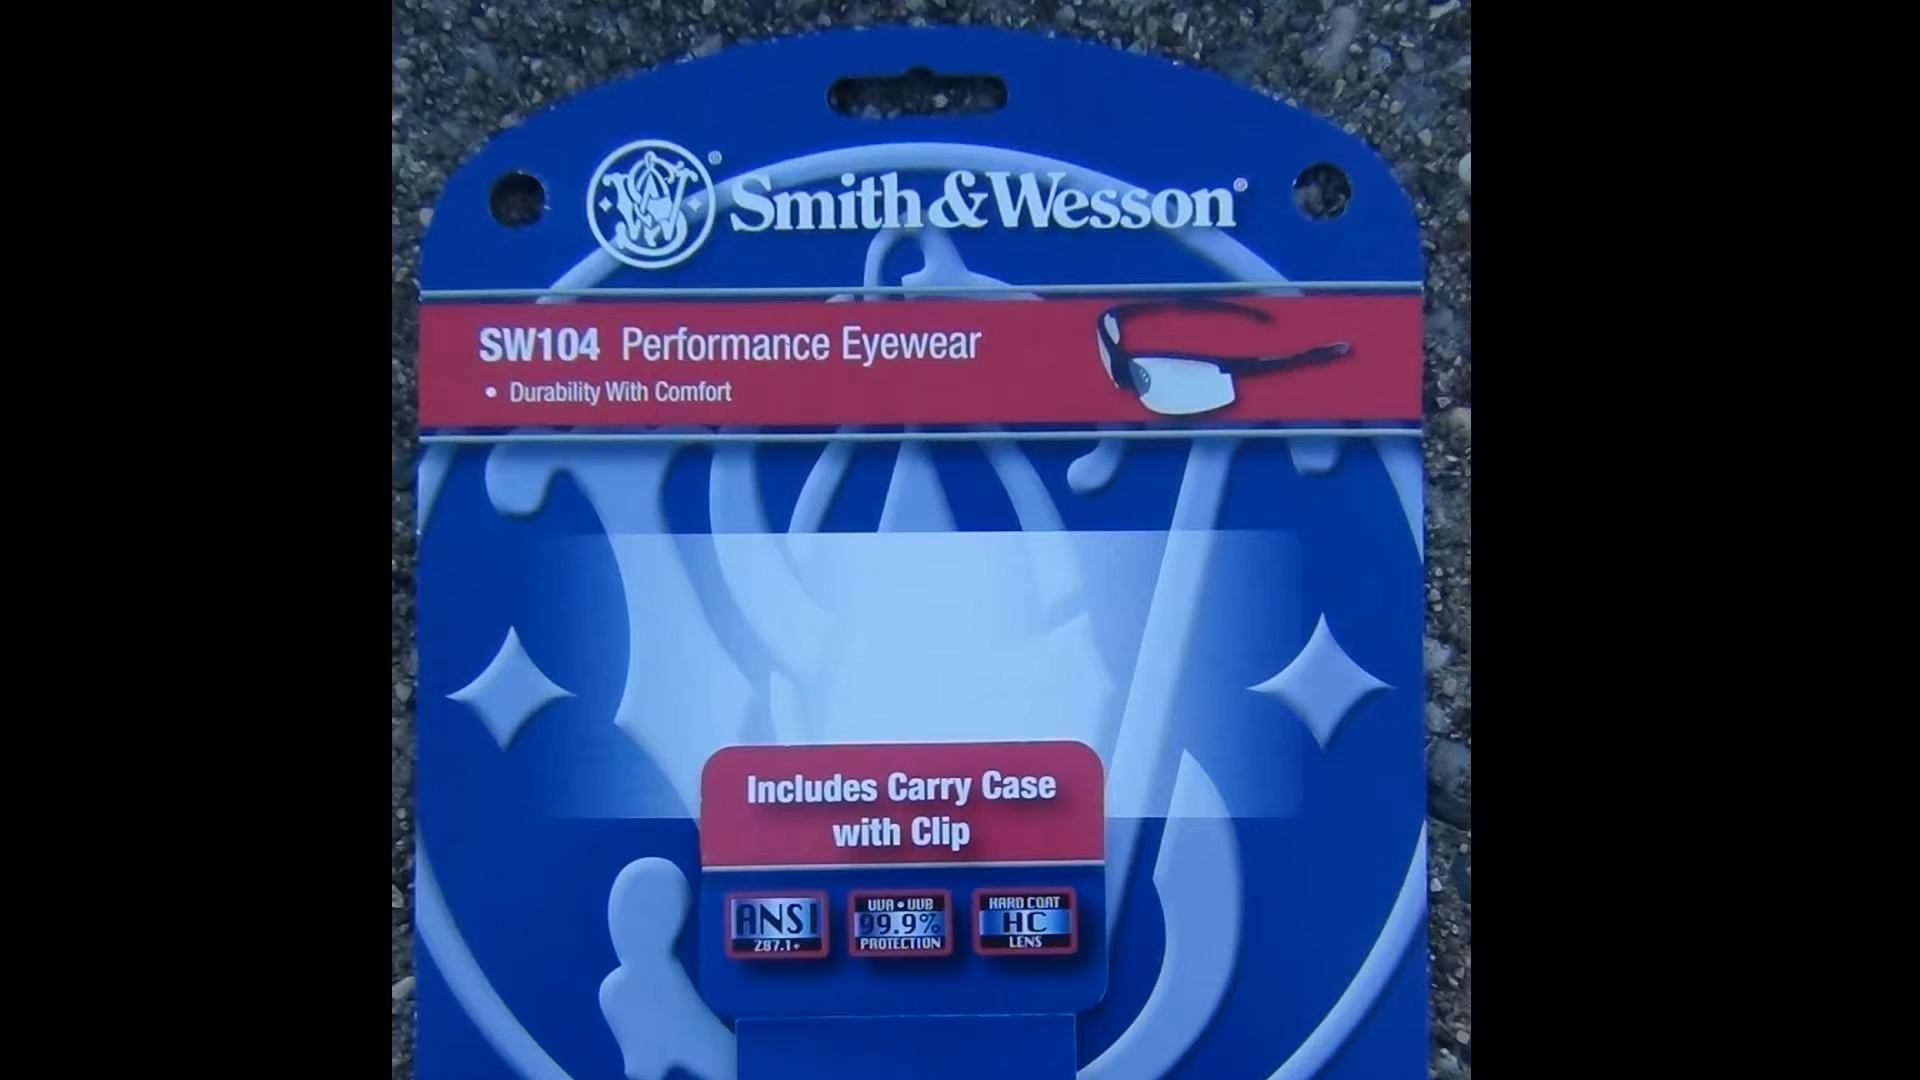 Smith & Wesson®
SW104 Performance Eyewear
• Durability With Comfort
Includes Carry Case
with Clip
ANSI
Z87.1+
UVA • UVB
99.9%
PROTECTION
HARD COAT
HC
LENS